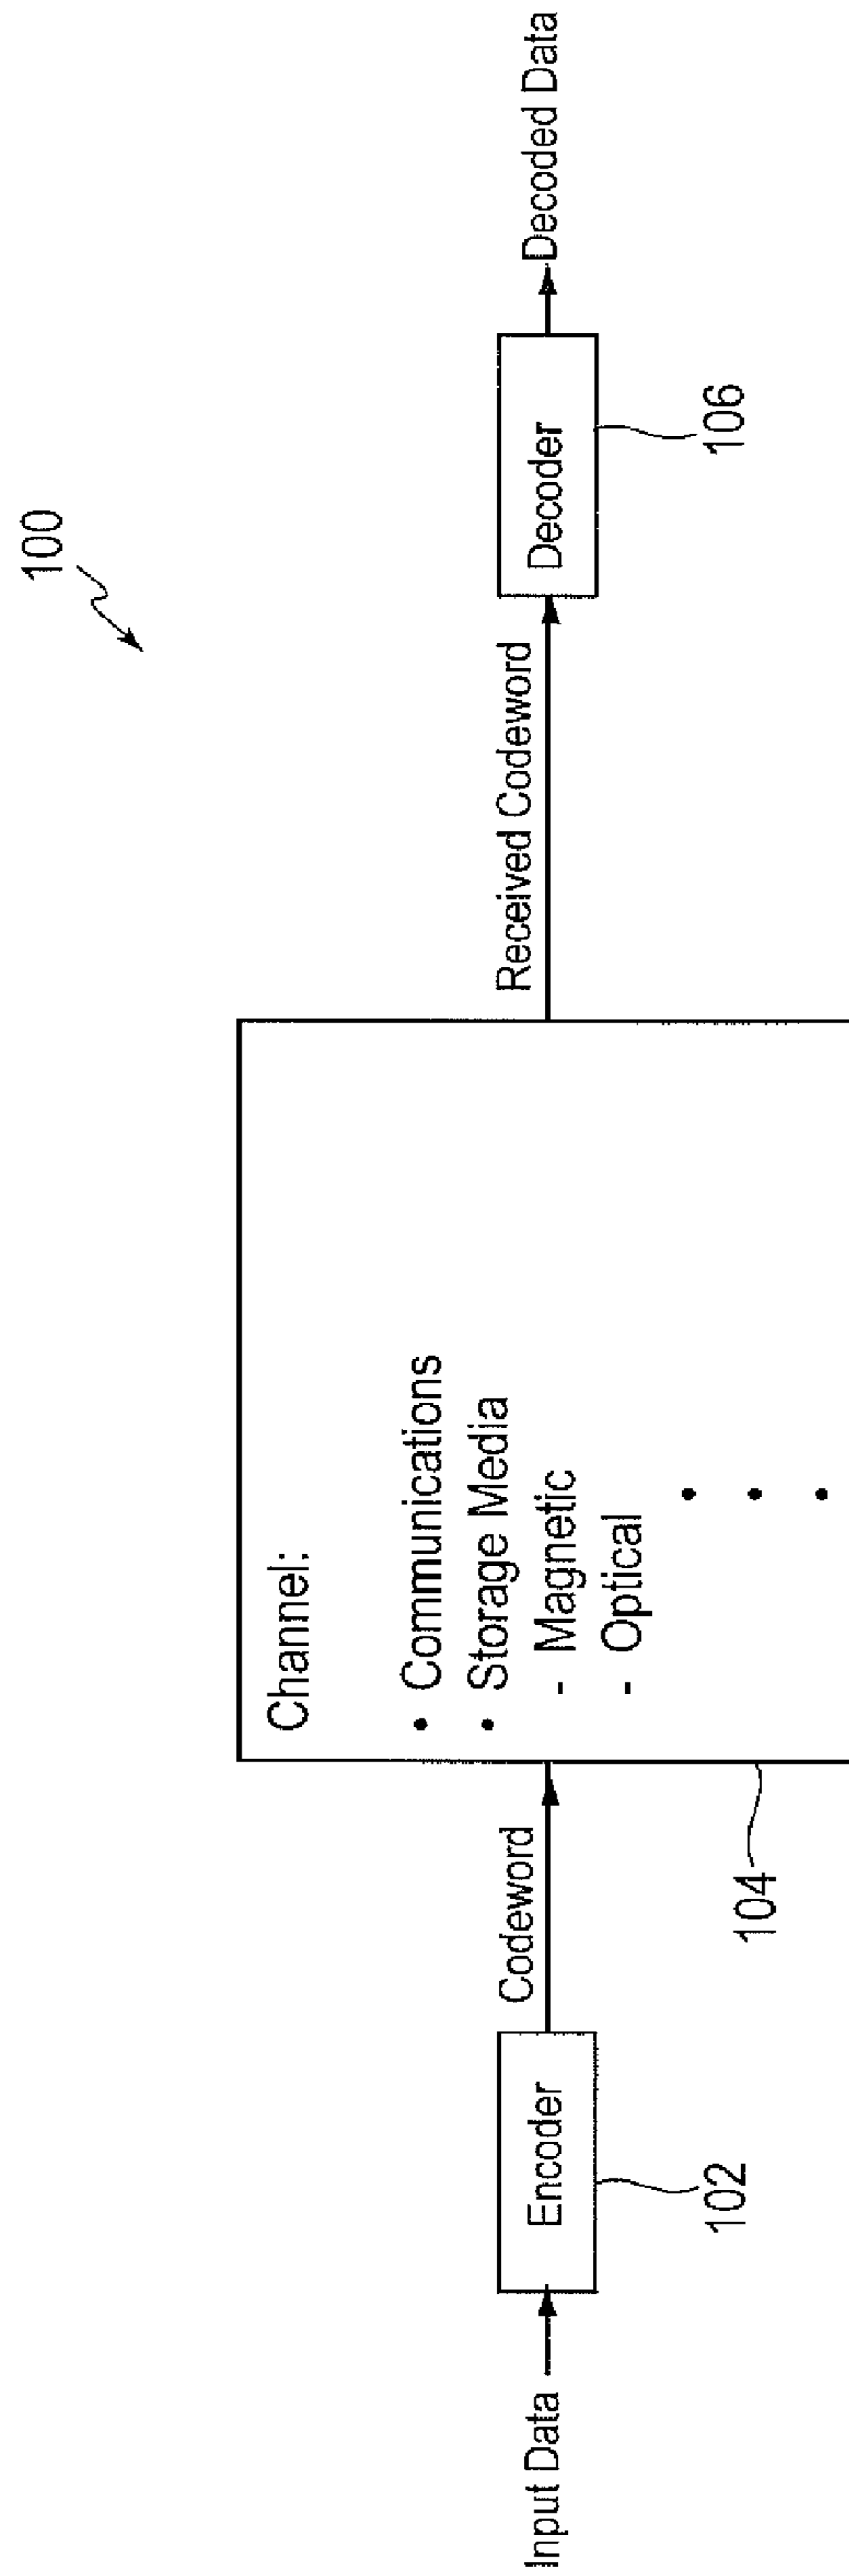 100
Channel:
• Communications
• Storage Media
- Magnetic
- Optical
Input Data
Encoder
Codeword
Received Codeword
Decoder
Decoded Data
102
104
106